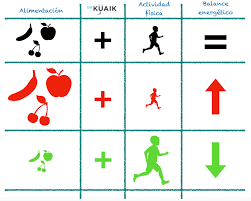 Alimentación
KUAIK
Actividad
física
Balance
energético